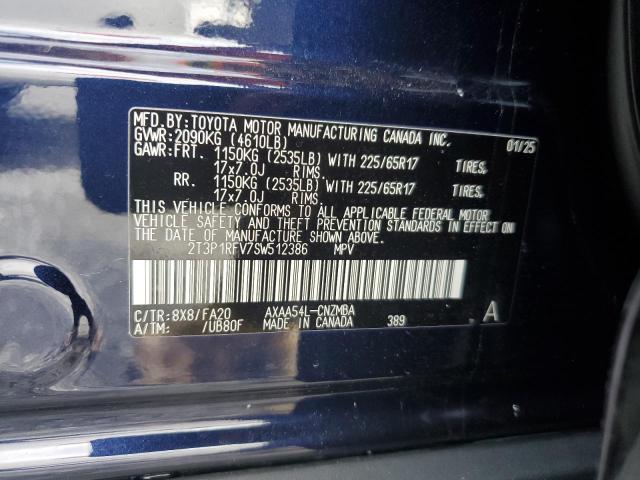 MFD.BY:TOYOTA MOTOR MANUFACTURING CANADA INC.
GVWR:2090KG (4610LB) 01/25
GAWR:FRT. 1150KG (2535LB) WITH 225/65R17 TIRES,
17x7.0J RIMS.
RR. 1150KG (2535LB) WITH 225/65R17 TIRES,
17x7.0J RIMS.
THIS VEHICLE CONFORMS TO ALL APPLICABLE FEDERAL MOTOR
VEHICLE SAFETY AND THEFT PREVENTION STANDARDS IN EFFECT ON
THE DATE OF MANUFACTURE SHOWN ABOVE.
2T3P1RFV7SW512386 MPV
C/TR:8X8/FA20 AXAA54L-CNZMBA A
A/TM: /UB80F MADE IN CANADA 389